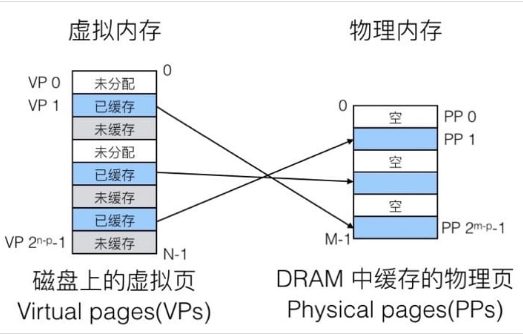 虚拟内存
物理内存
0
VP 0 未分配
VP 1 已缓存
未缓存
未分配
已缓存
未缓存
已缓存
VP 2ⁿ⁻ᵖ-1 未缓存
N-1
0
空 PP 0
PP 1
空
空
M-1 PP 2ᵐ⁻ᵖ-1
磁盘上的虚拟页
Virtual pages(VPs)
DRAM 中缓存的物理页
Physical pages(PPs)